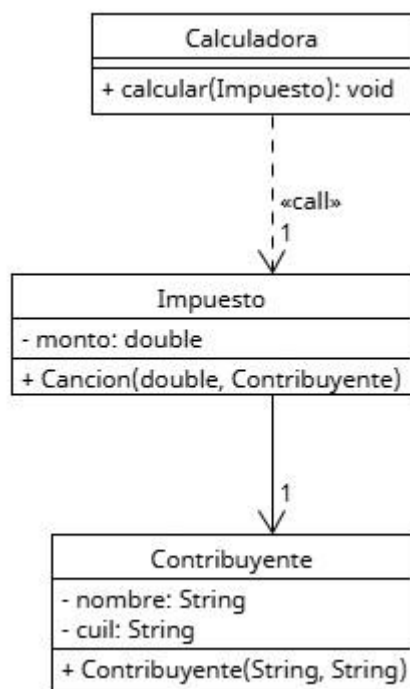 Calculadora
+ calcular(Impuesto): void
«call»
1
Impuesto
- monto: double
+ Cancion(double, Contribuyente)
1
Contribuyente
- nombre: String
- cuil: String
+ Contribuyente(String, String)